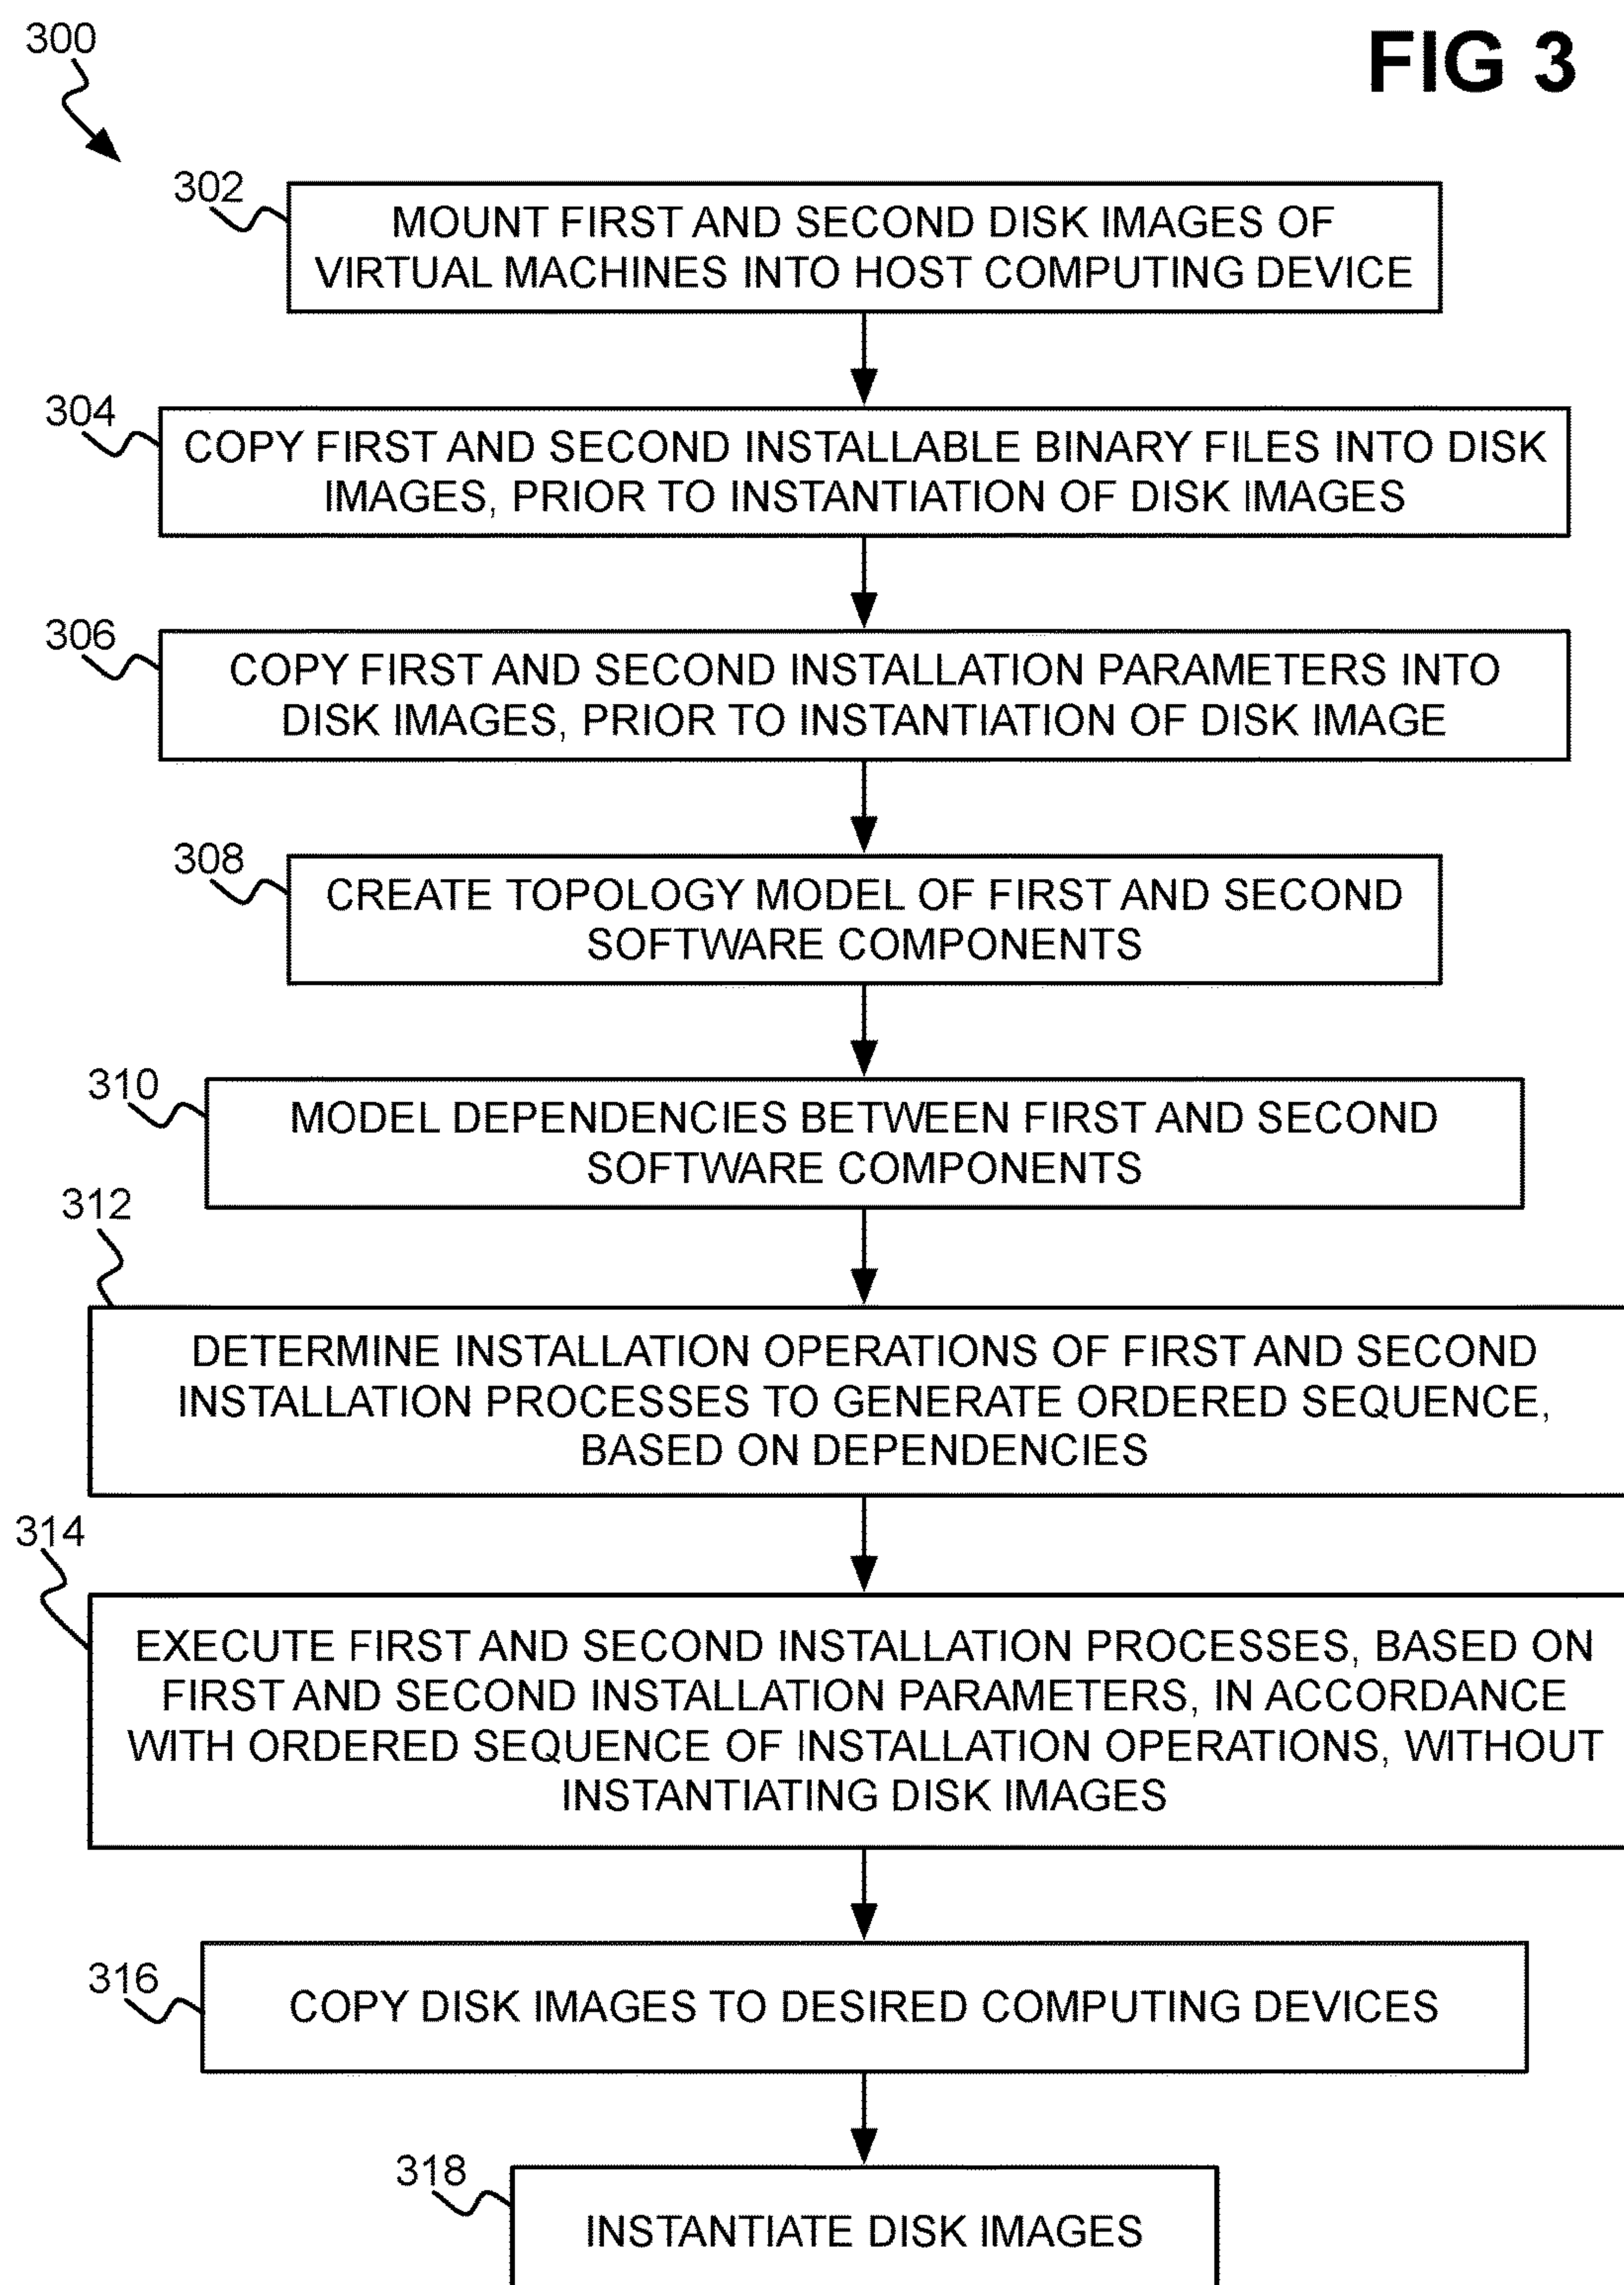 300
FIG 3
302
MOUNT FIRST AND SECOND DISK IMAGES OF
VIRTUAL MACHINES INTO HOST COMPUTING DEVICE
304
COPY FIRST AND SECOND INSTALLABLE BINARY FILES INTO DISK
IMAGES, PRIOR TO INSTANTIATION OF DISK IMAGES
306
COPY FIRST AND SECOND INSTALLATION PARAMETERS INTO
DISK IMAGES, PRIOR TO INSTANTIATION OF DISK IMAGE
308
CREATE TOPOLOGY MODEL OF FIRST AND SECOND
SOFTWARE COMPONENTS
310
MODEL DEPENDENCIES BETWEEN FIRST AND SECOND
SOFTWARE COMPONENTS
312
DETERMINE INSTALLATION OPERATIONS OF FIRST AND SECOND
INSTALLATION PROCESSES TO GENERATE ORDERED SEQUENCE,
BASED ON DEPENDENCIES
314
EXECUTE FIRST AND SECOND INSTALLATION PROCESSES, BASED ON
FIRST AND SECOND INSTALLATION PARAMETERS, IN ACCORDANCE
WITH ORDERED SEQUENCE OF INSTALLATION OPERATIONS, WITHOUT
INSTANTIATING DISK IMAGES
316
COPY DISK IMAGES TO DESIRED COMPUTING DEVICES
318
INSTANTIATE DISK IMAGES